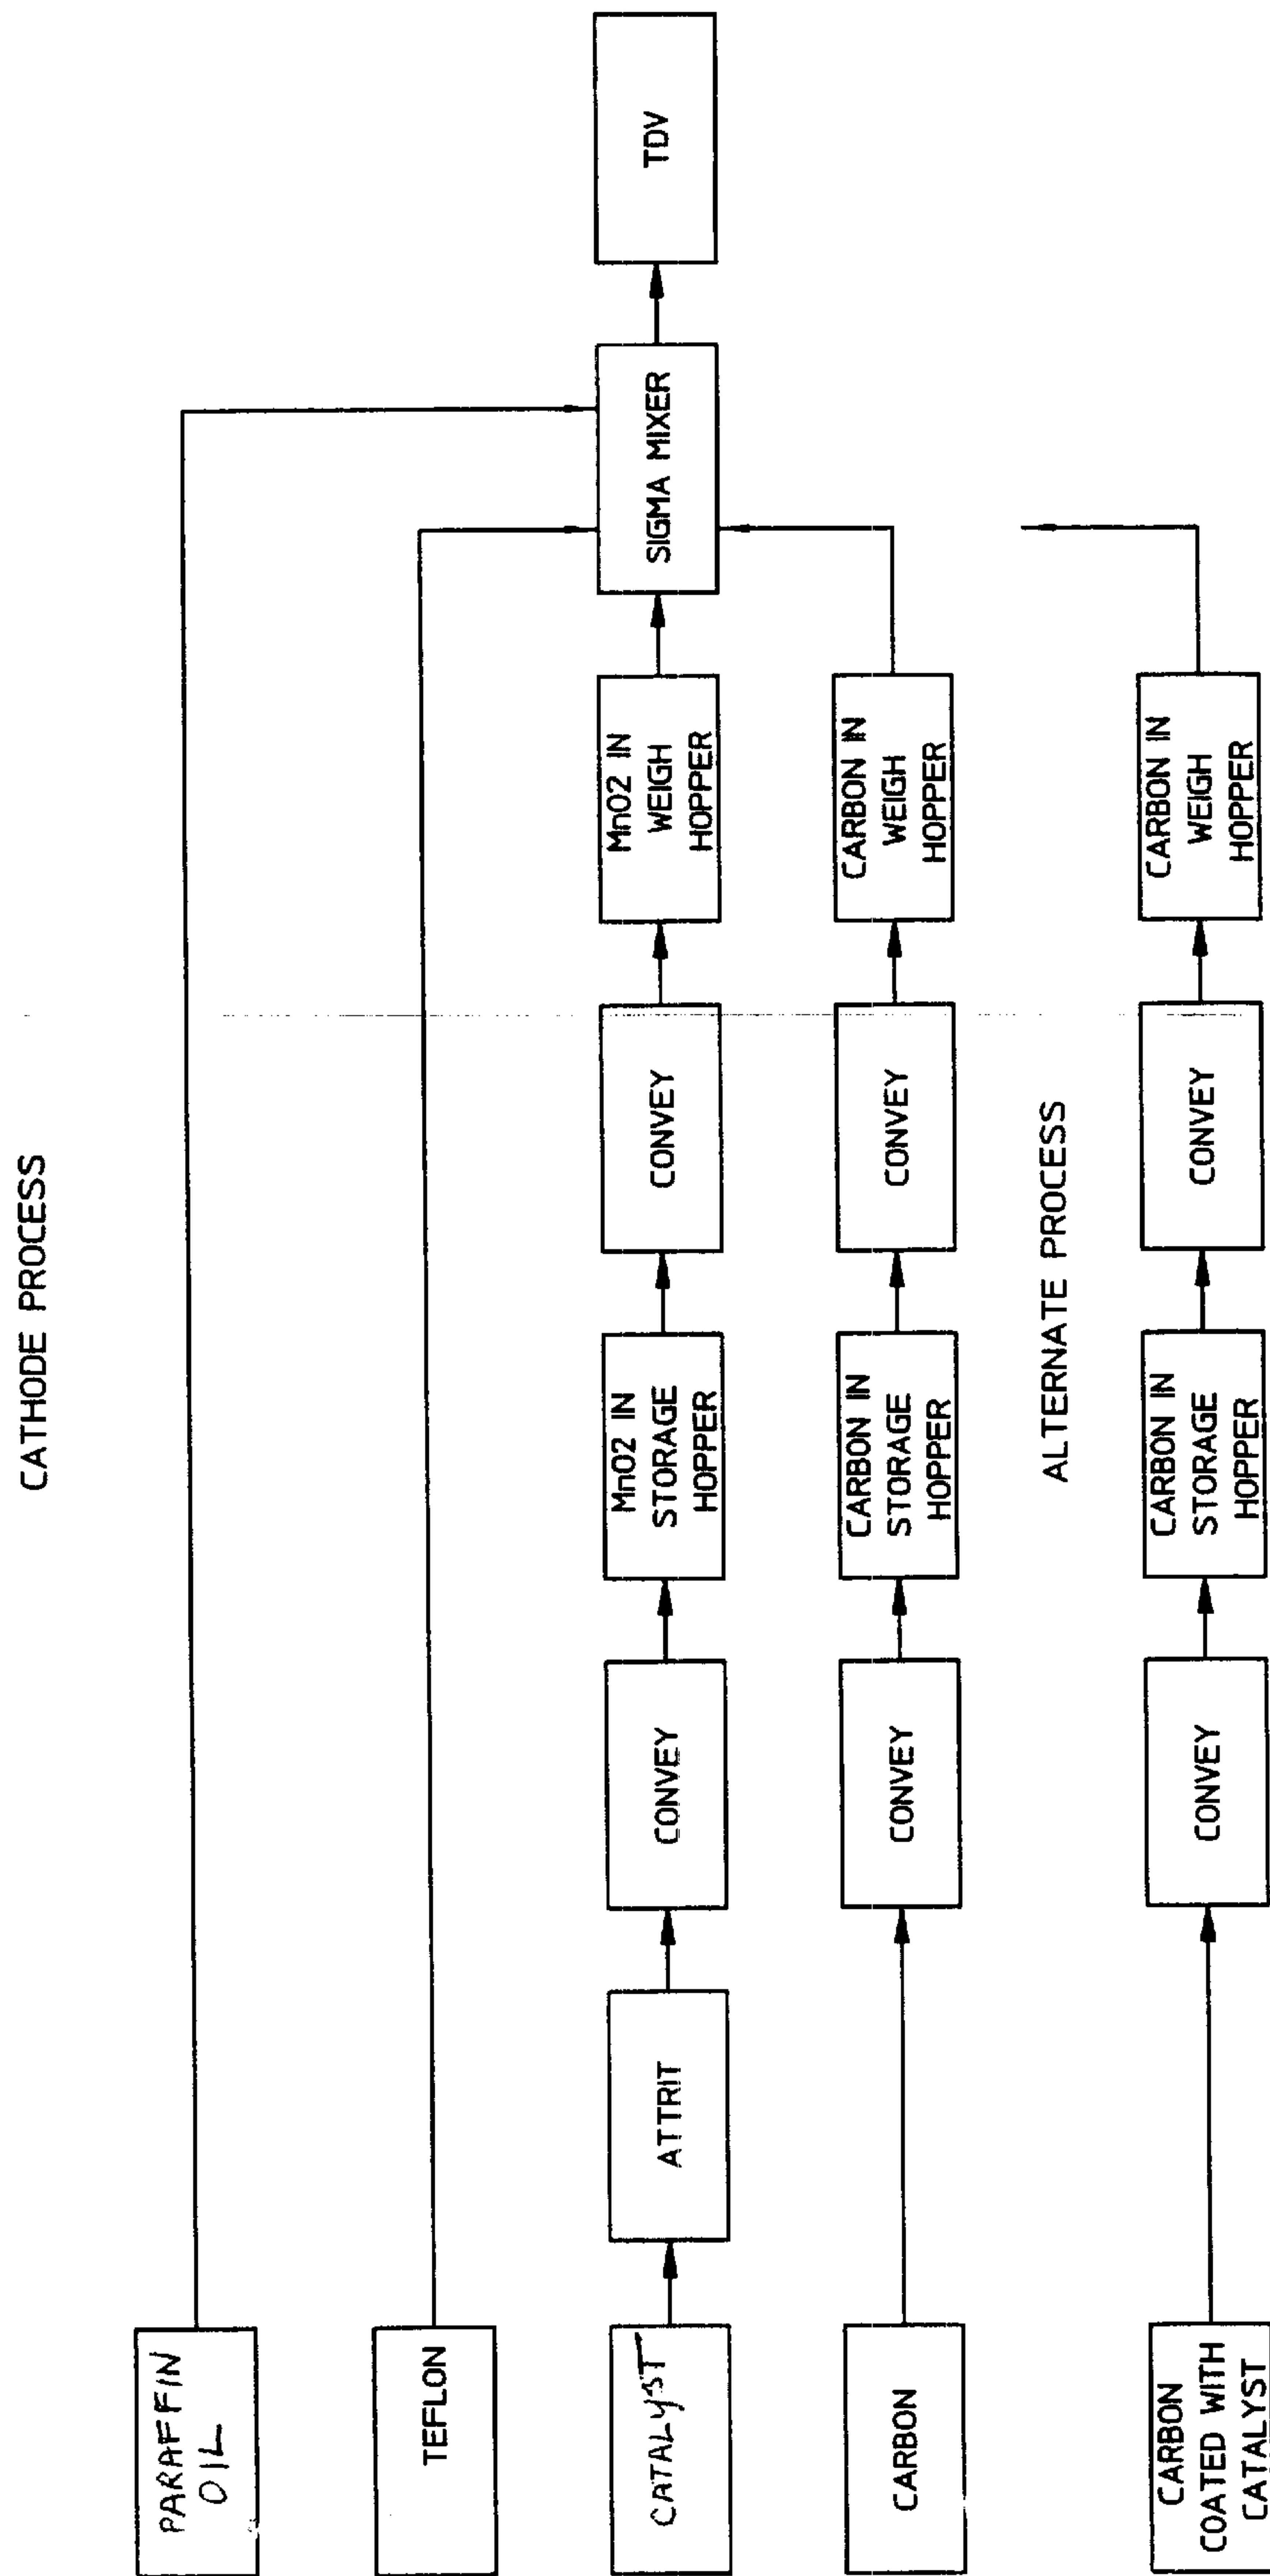 CATHODE PROCESS
PARAFFIN
OIL
TEFLON
CATALYST
ATTRIT
CONVEY
MnO2 IN
STORAGE
HOPPER
CONVEY
MnO2 IN
WEIGH
HOPPER
SIGMA MIXER
TDV
CARBON
CONVEY
CARBON IN
STORAGE
HOPPER
CONVEY
CARBON IN
WEIGH
HOPPER
ALTERNATE PROCESS
CARBON
COATED WITH
CATALYST
CONVEY
CARBON IN
STORAGE
HOPPER
CONVEY
CARBON IN
WEIGH
HOPPER